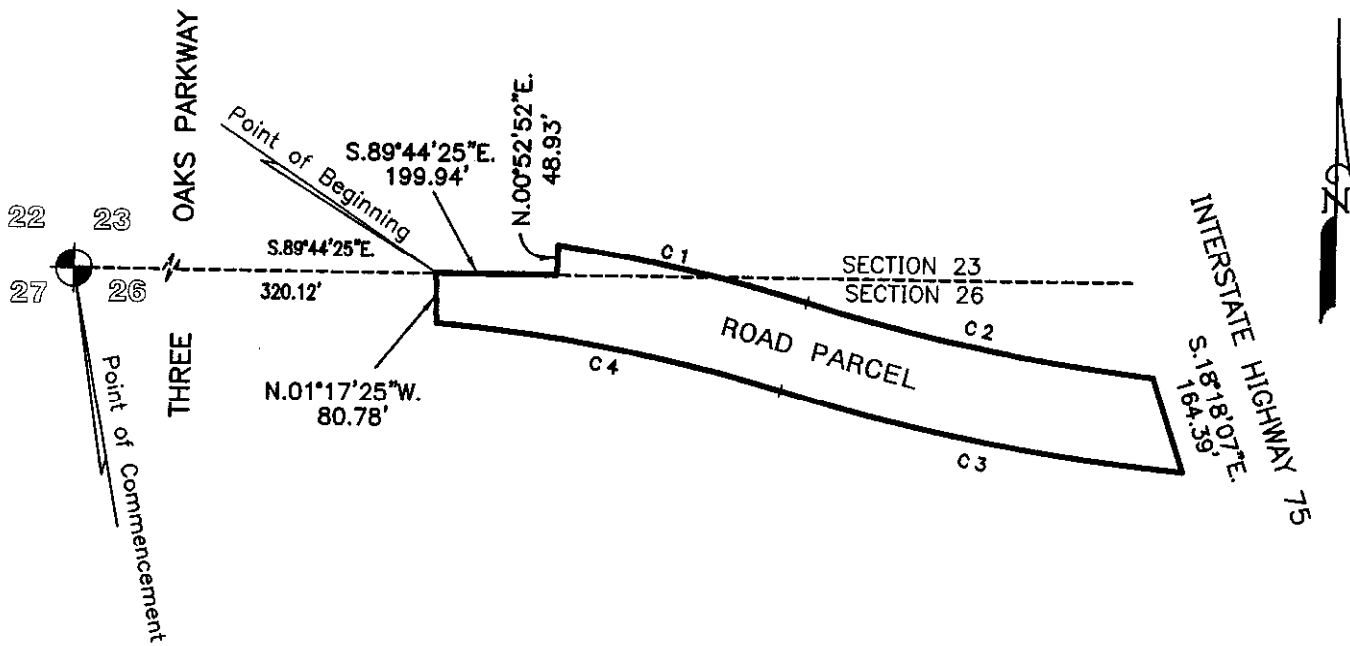 THREE OAKS PARKWAY
Point of Beginning
S.89°44'25"E.
199.94'
N.00°52'52"E.
48.93'
22 23
27 26
S.89°44'25"E.
320.12'
C1
SECTION 23
SECTION 26
C2
ROAD PARCEL
C4
C3
N.01°17'25"W.
80.78'
INTERSTATE HIGHWAY 75
S.18°18'07"E.
164.39'
Point of Commencement
N